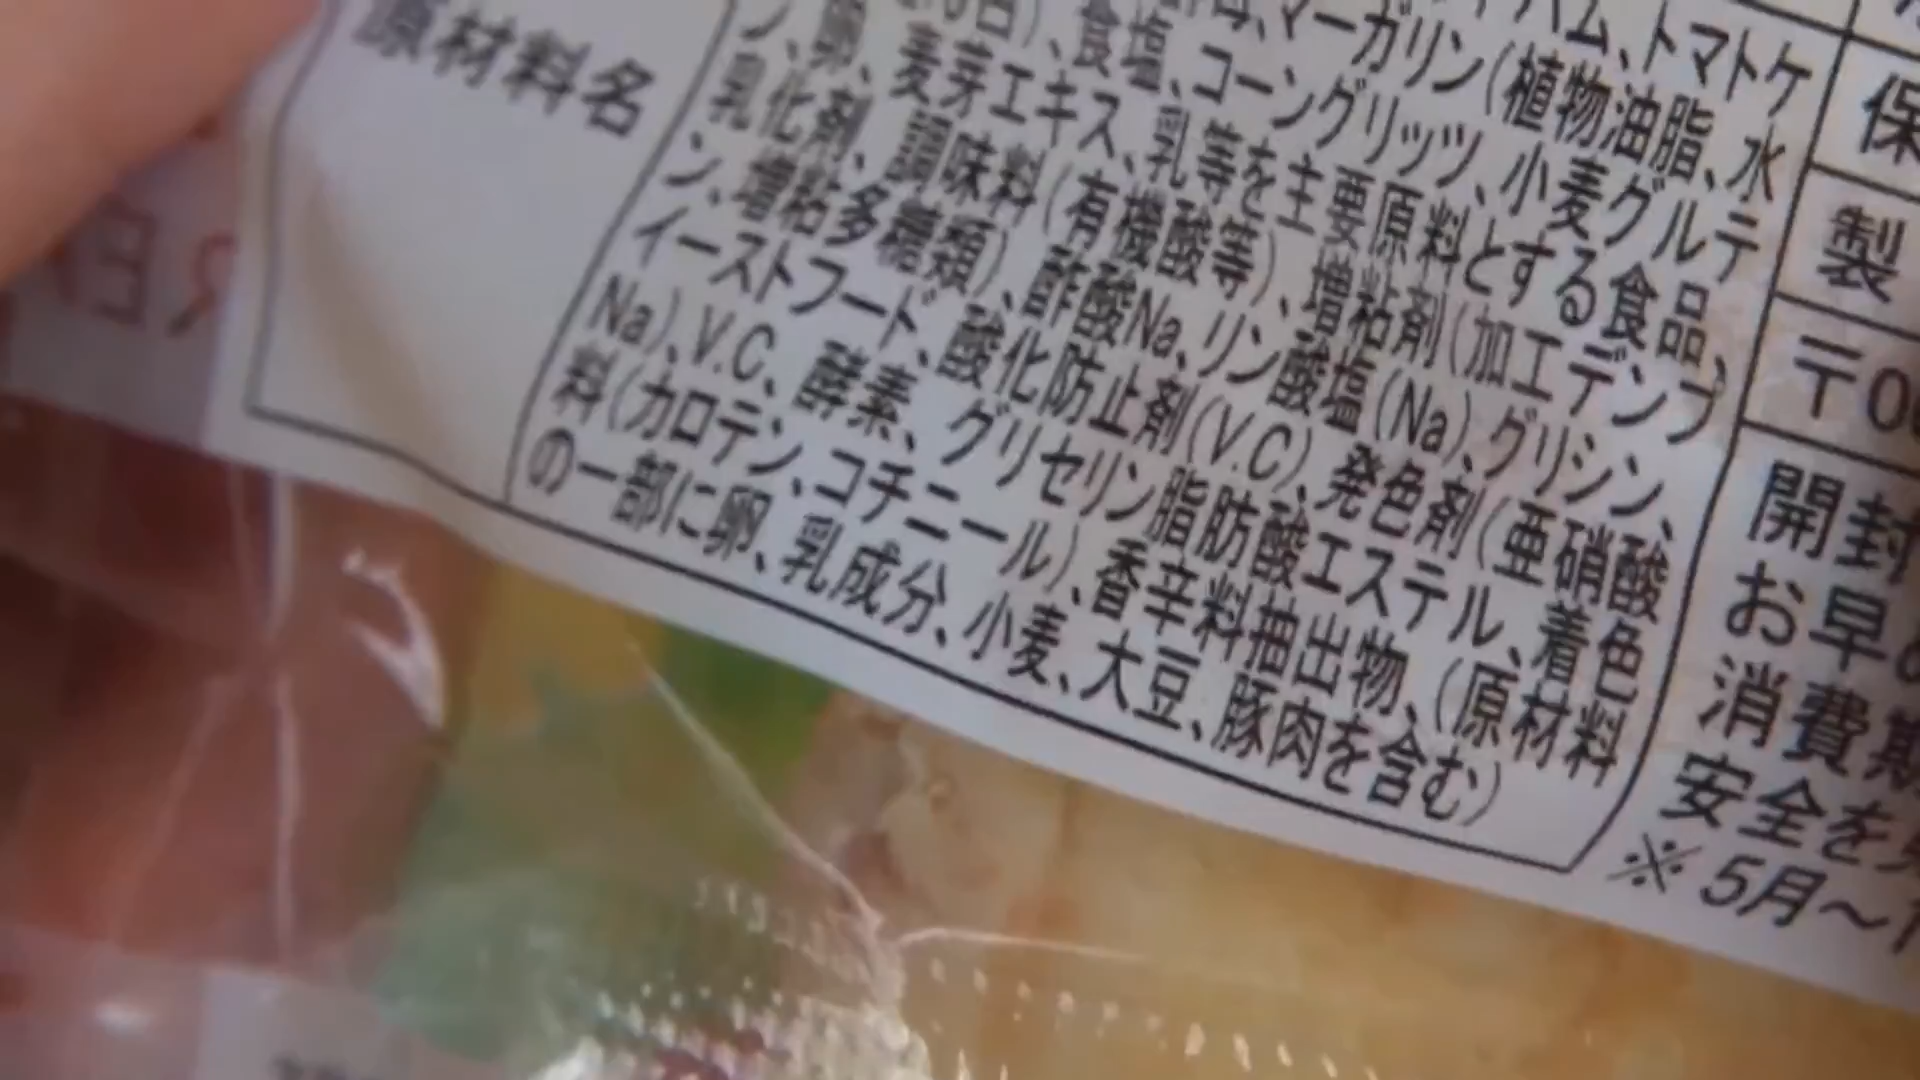 原材料名
ハム、トマトケ
、マーガリン(植物油脂、水
、食塩、コーングリッツ、小麦グルテ
ン、卵、麦芽エキス、乳等を主要原料とする食品、
乳化剤、調味料(有機酸等)、増粘剤(加工デンプ
ン、増粘多糖類)、酢酸Na、リン酸塩(Na)、グリシン、
イーストフード、酸化防止剤(V.C)、発色剤(亜硝酸
Na)、V.C、酵素、グリセリン脂肪酸エステル、着色
料(カロテン、コチニール)、香辛料抽出物、(原材料
の一部に卵、乳成分、小麦、大豆、豚肉を含む)
保
製
〒0
開封
お早
消費期
安全を
※5月～1